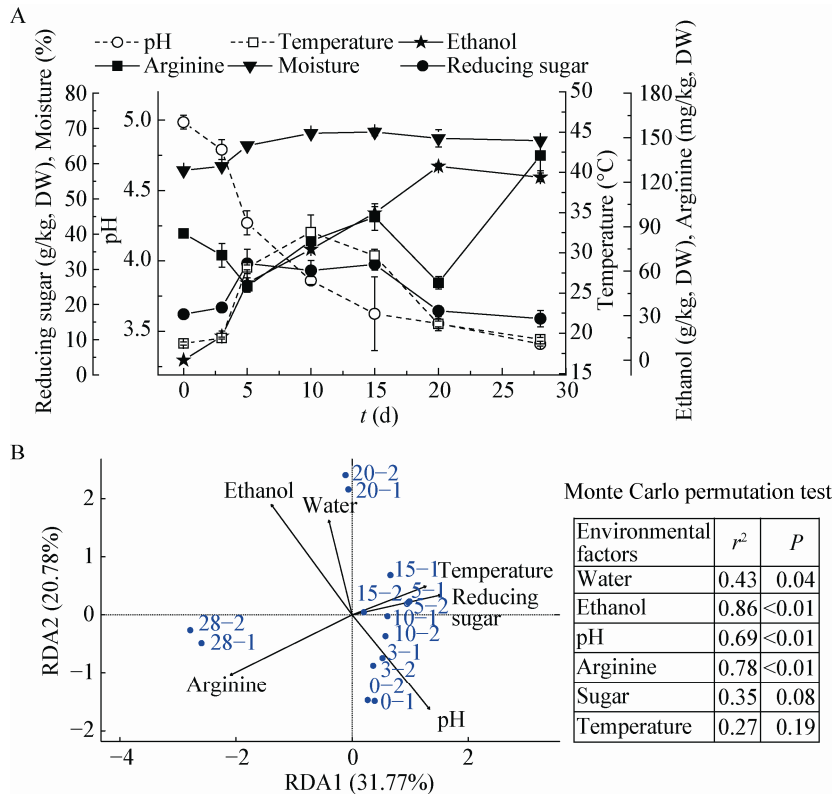 A
pH Temperature Ethanol
Arginine Moisture Reducing sugar
Reducing sugar (g/kg, DW), Moisture (%)
80
70
60
50
40
30
20
10
0
pH
5.0
4.5
4.0
3.5
0 5 10 15 20 25 30
t (d)
50
45
40
35
30
25
20
15
Temperature (°C)
180
150
120
90
60
30
0
Ethanol (g/kg, DW), Arginine (mg/kg, DW)
B
RDA2 (20.78%)
2
1
0
−1
−2
−4 −2 0 2
RDA1 (31.77%)
Ethanol
Water
20−2
20−1
15−1
Temperature
15−2
5−1
5−2
Reducing
sugar
10−1
10−2
3−1
3−2
0−2
0−1
28−2
28−1
Arginine
pH
Monte Carlo permutation test
Environmental factors r² P
Water 0.43 0.04
Ethanol 0.86 <0.01
pH 0.69 <0.01
Arginine 0.78 <0.01
Sugar 0.35 0.08
Temperature 0.27 0.19